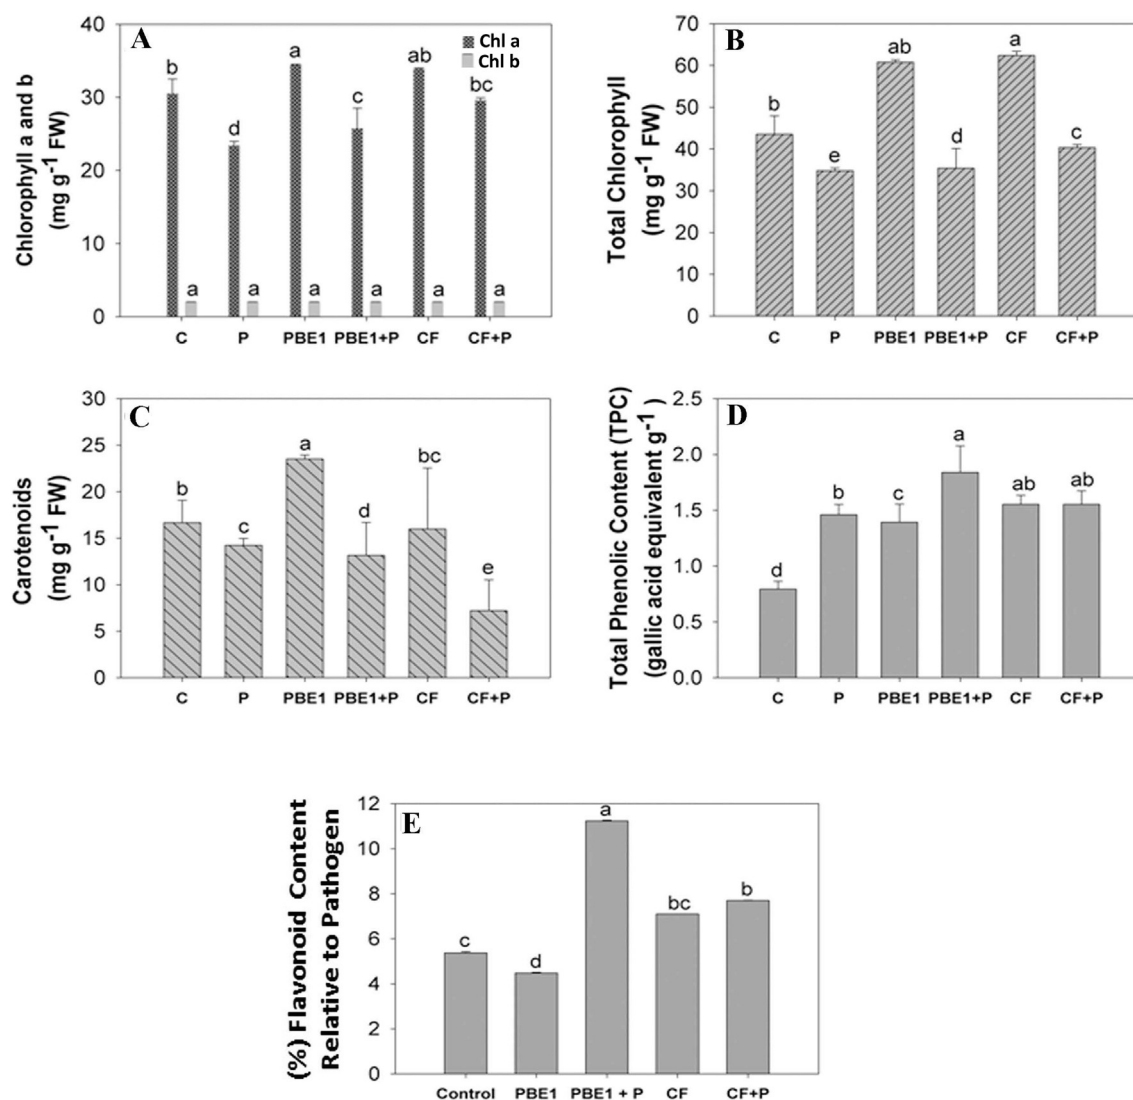 A
Chl a
Chl b
Chlorophyll a and b
(mg g⁻¹ FW)
40
30
20
10
0
b
a
d
a
a
a
c
a
ab
a
bc
a
C P PBE1 PBE1+P CF CF+P
B
Total Chlorophyll
(mg g⁻¹ FW)
70
60
50
40
30
20
10
0
b
e
ab
d
a
c
C P PBE1 PBE1+P CF CF+P
C
Carotenoids
(mg g⁻¹ FW)
30
25
20
15
10
5
0
b
c
a
d
bc
e
C P PBE1 PBE1+P CF CF+P
D
Total Phenolic Content (TPC)
(gallic acid equivalent g⁻¹ )
2.5
2.0
1.5
1.0
0.5
0.0
d
b
c
a
ab
ab
C P PBE1 PBE1+P CF CF+P
E
(%) Flavonoid Content
Relative to Pathogen
12
10
8
6
4
2
0
c
d
a
bc
b
Control PBE1 PBE1 + P CF CF+P